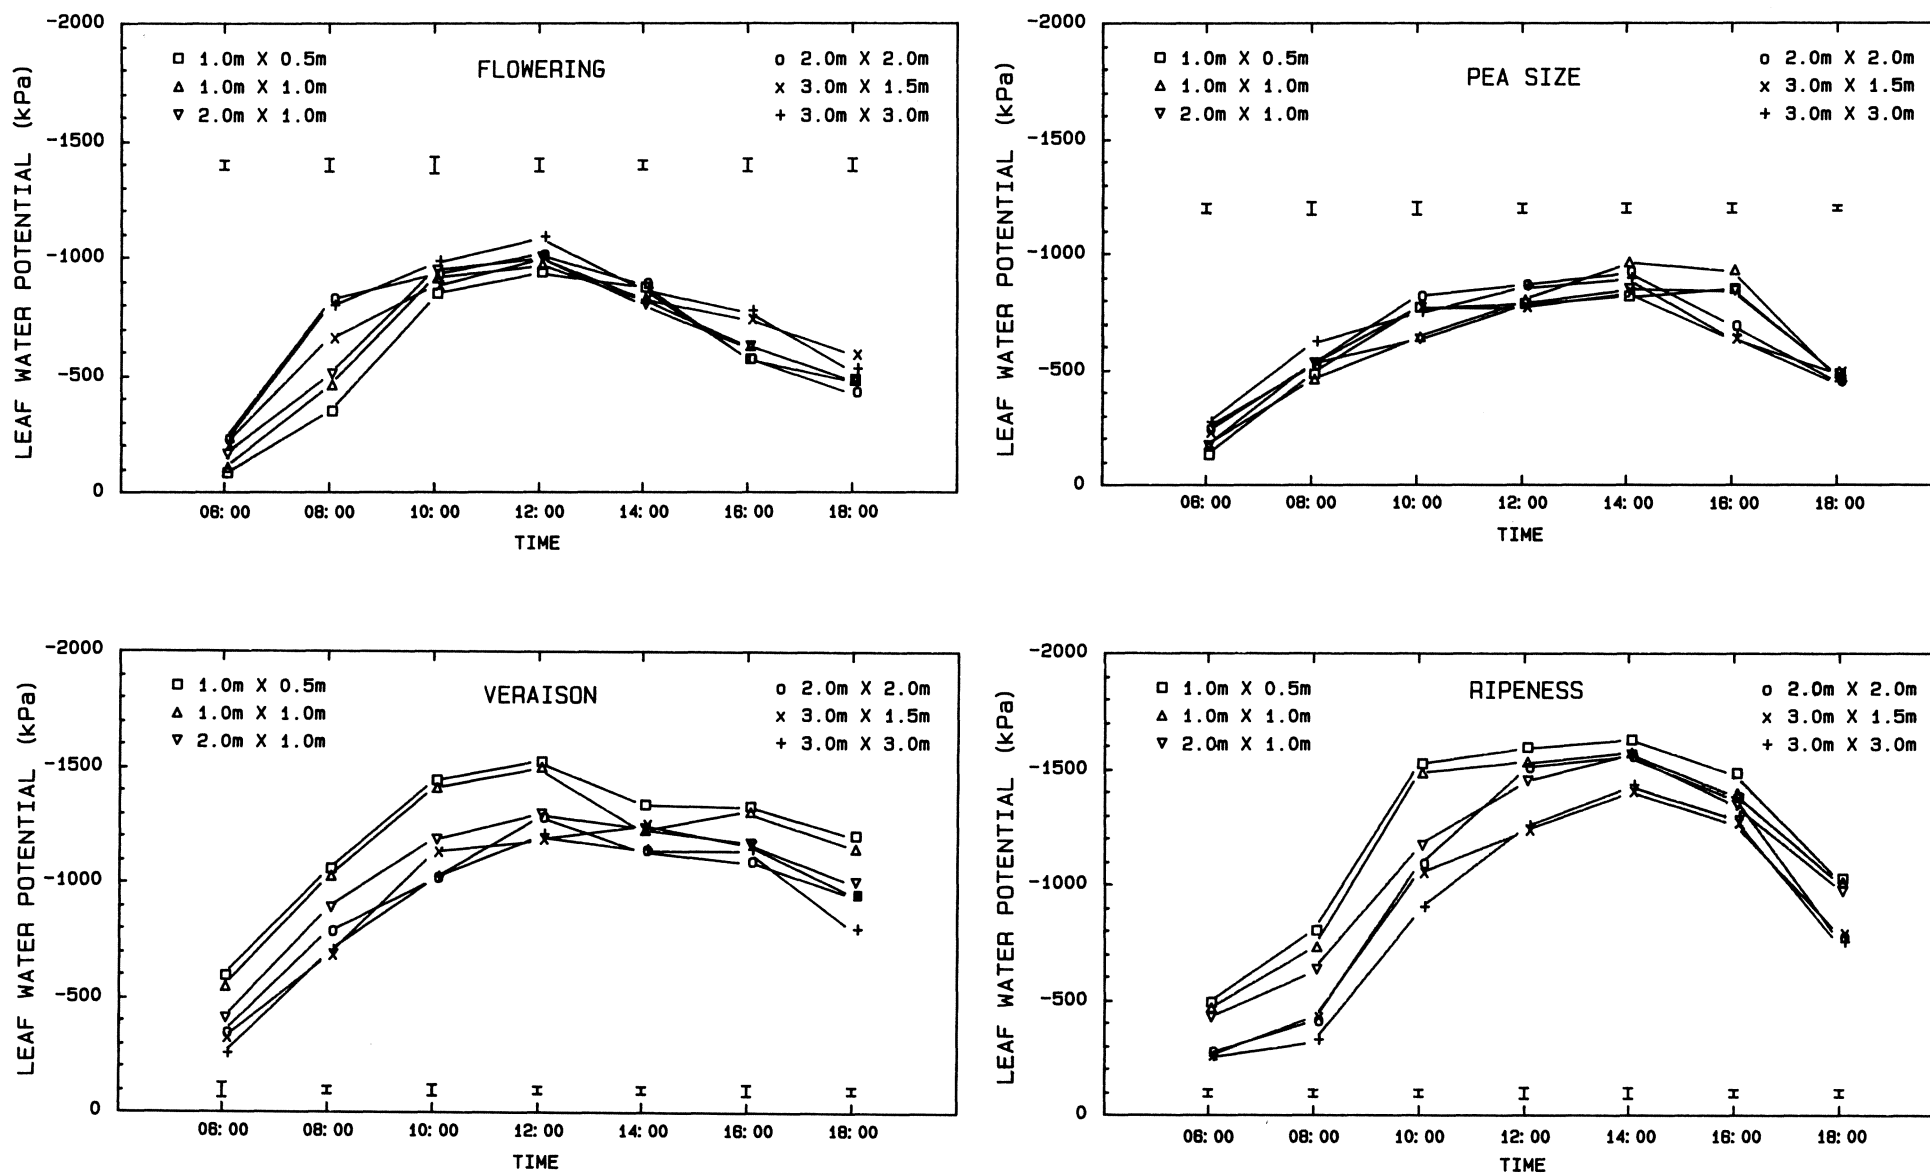 FLOWERING
□ 1.0m X 0.5m
△ 1.0m X 1.0m
▽ 2.0m X 1.0m
o 2.0m X 2.0m
x 3.0m X 1.5m
+ 3.0m X 3.0m
LEAF WATER POTENTIAL (kPa)
-2000
-1500
-1000
-500
0
06:00 08:00 10:00 12:00 14:00 16:00 18:00
TIME
PEA SIZE
□ 1.0m X 0.5m
△ 1.0m X 1.0m
▽ 2.0m X 1.0m
o 2.0m X 2.0m
x 3.0m X 1.5m
+ 3.0m X 3.0m
LEAF WATER POTENTIAL (kPa)
-2000
-1500
-1000
-500
0
06:00 08:00 10:00 12:00 14:00 16:00 18:00
TIME
VERAISON
□ 1.0m X 0.5m
△ 1.0m X 1.0m
▽ 2.0m X 1.0m
o 2.0m X 2.0m
x 3.0m X 1.5m
+ 3.0m X 3.0m
LEAF WATER POTENTIAL (kPa)
-2000
-1500
-1000
-500
0
06:00 08:00 10:00 12:00 14:00 16:00 18:00
TIME
RIPENESS
□ 1.0m X 0.5m
△ 1.0m X 1.0m
▽ 2.0m X 1.0m
o 2.0m X 2.0m
x 3.0m X 1.5m
+ 3.0m X 3.0m
LEAF WATER POTENTIAL (kPa)
-2000
-1500
-1000
-500
0
06:00 08:00 10:00 12:00 14:00 16:00 18:00
TIME